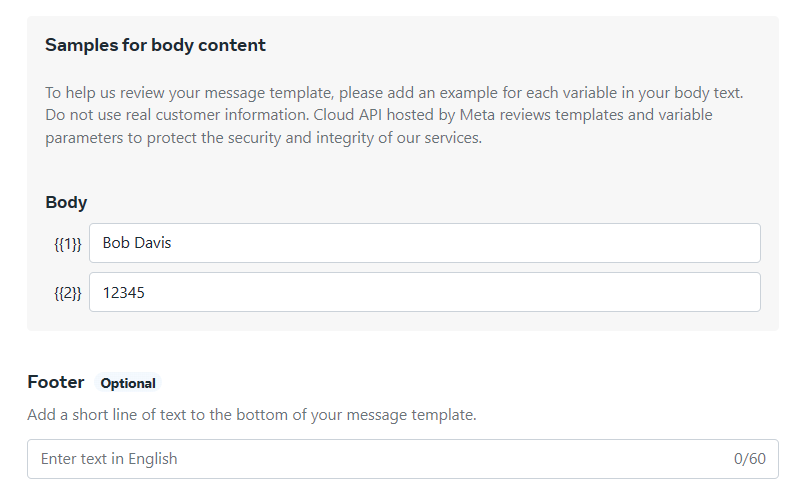 Samples for body content
To help us review your message template, please add an example for each variable in your body text.
Do not use real customer information. Cloud API hosted by Meta reviews templates and variable
parameters to protect the security and integrity of our services.
Body
{{1}} Bob Davis
{{2}} 12345
Footer Optional
Add a short line of text to the bottom of your message template.
Enter text in English 0/60